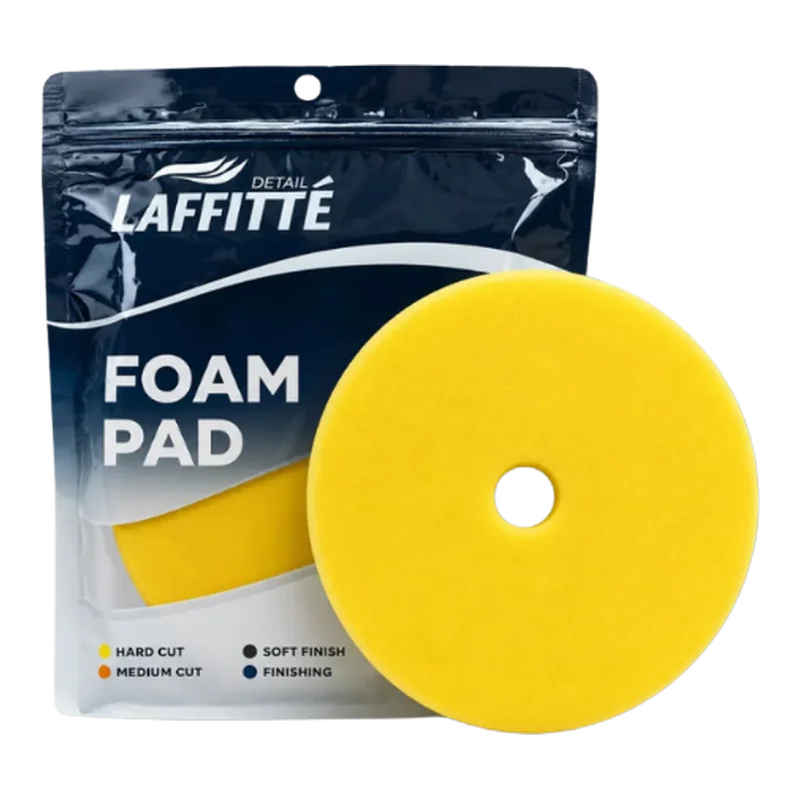 DETAIL
LAFFITTÉ
FOAM
PAD
HARD CUT
SOFT FINISH
MEDIUM CUT
FINISHING